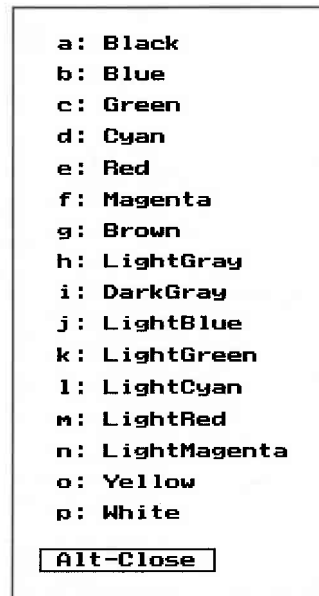 a: Black
b: Blue
c: Green
d: Cyan
e: Red
f: Magenta
g: Brown
h: LightGray
i: DarkGray
j: LightBlue
k: LightGreen
l: LightCyan
m: LightRed
n: LightMagenta
o: Yellow
p: White
Alt-Close